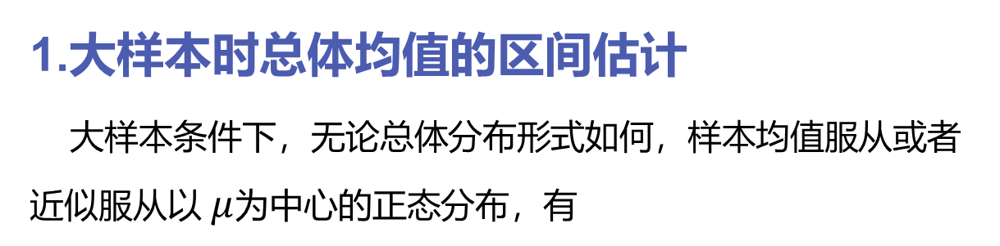 1.大样本时总体均值的区间估计
大样本条件下，无论总体分布形式如何，样本均值服从或者
近似服从以 μ为中心的正态分布，有